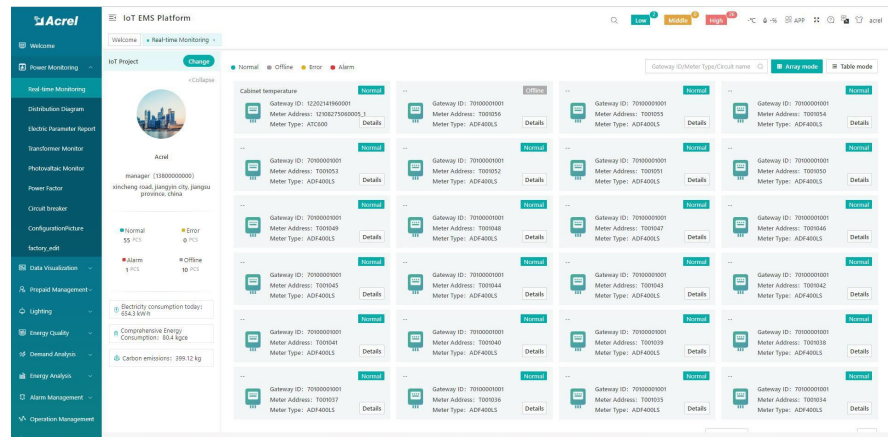 Acrel
IoT EMS Platform
Low 2
Middle 0
High 26
-℃ -% APP
acrel
Welcome
Real-time Monitoring ×
Welcome
Power Monitoring
Real-time Monitoring
Distribution Diagram
Electric Parameter Report
Transformer Monitor
Photovaltaic Monitor
Power Factor
Circuit breaker
ConfigurationPicture
factory_edit
Data Visualization
Prepaid Management
Lighting
Energy Quality
Demand Analysis
Energy Analysis
Alarm Management
Operation Management
IoT Project
Change
<Collapse
Acrel
manager (13800000000)
xincheng road, jiangyin city, jiangsu
province, china
Normal
55 PCS
Error
0 PCS
Alarm
1 PCS
Offline
10 PCS
Electricity consumption today:
654.3 kW·h
Comprehensive Energy
Consumption: 80.4 kgce
Carbon emissions: 399.12 kg
Normal Offline Error Alarm
Gateway ID/Meter Type/Circuit name
Array mode
Table mode
Cabinet temperature Normal
Gateway ID: 12202141960001
Meter Address: 12108275060005_1
Meter Type: ATC600 Details
-- Offline
Gateway ID: 70100001001
Meter Address: T001056
Meter Type: ADF400LS Details
-- Normal
Gateway ID: 70100001001
Meter Address: T001055
Meter Type: ADF400LS Details
-- Normal
Gateway ID: 70100001001
Meter Address: T001054
Meter Type: ADF400LS Details
-- Normal
Gateway ID: 70100001001
Meter Address: T001053
Meter Type: ADF400LS Details
-- Normal
Gateway ID: 70100001001
Meter Address: T001052
Meter Type: ADF400LS Details
-- Normal
Gateway ID: 70100001001
Meter Address: T001051
Meter Type: ADF400LS Details
-- Normal
Gateway ID: 70100001001
Meter Address: T001050
Meter Type: ADF400LS Details
-- Normal
Gateway ID: 70100001001
Meter Address: T001049
Meter Type: ADF400LS Details
-- Normal
Gateway ID: 70100001001
Meter Address: T001048
Meter Type: ADF400LS Details
-- Normal
Gateway ID: 70100001001
Meter Address: T001047
Meter Type: ADF400LS Details
-- Normal
Gateway ID: 70100001001
Meter Address: T001046
Meter Type: ADF400LS Details
-- Normal
Gateway ID: 70100001001
Meter Address: T001045
Meter Type: ADF400LS Details
-- Normal
Gateway ID: 70100001001
Meter Address: T001044
Meter Type: ADF400LS Details
-- Normal
Gateway ID: 70100001001
Meter Address: T001043
Meter Type: ADF400LS Details
-- Normal
Gateway ID: 70100001001
Meter Address: T001042
Meter Type: ADF400LS Details
-- Normal
Gateway ID: 70100001001
Meter Address: T001041
Meter Type: ADF400LS Details
-- Normal
Gateway ID: 70100001001
Meter Address: T001040
Meter Type: ADF400LS Details
-- Normal
Gateway ID: 70100001001
Meter Address: T001039
Meter Type: ADF400LS Details
-- Normal
Gateway ID: 70100001001
Meter Address: T001038
Meter Type: ADF400LS Details
-- Normal
Gateway ID: 70100001001
Meter Address: T001037
Meter Type: ADF400LS Details
-- Normal
Gateway ID: 70100001001
Meter Address: T001036
Meter Type: ADF400LS Details
-- Normal
Gateway ID: 70100001001
Meter Address: T001035
Meter Type: ADF400LS Details
-- Normal
Gateway ID: 70100001001
Meter Address: T001034
Meter Type: ADF400LS Details